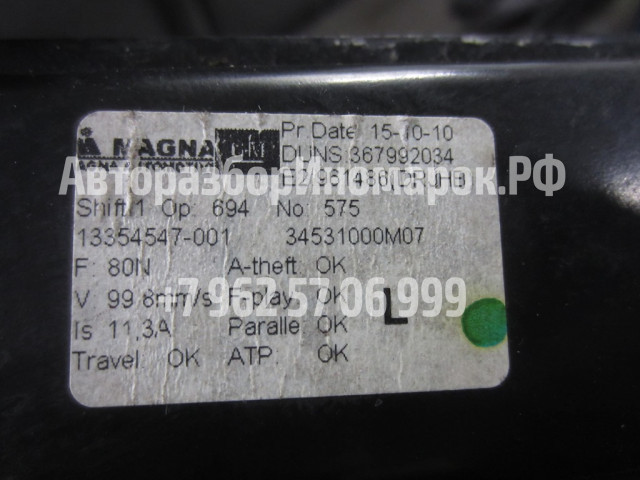 MAGNA GM Pr.Date 15-10-10
DUNS:367992034
Авторазбор Иномарок.РФ
Shift:1 Op: 694 No: 575
13354547-001 34531000M07
F: 80N A-theft: OK
V 99.8mm/s F-play: OK L
+7 962 57 06 999
Is 11,3A Paralle: OK
Travel: OK ATP: OK